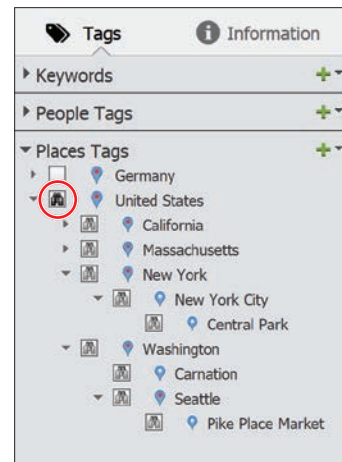 Tags
Information
Keywords
People Tags
Places Tags
Germany
United States
California
Massachusetts
New York
New York City
Central Park
Washington
Carnation
Seattle
Pike Place Market